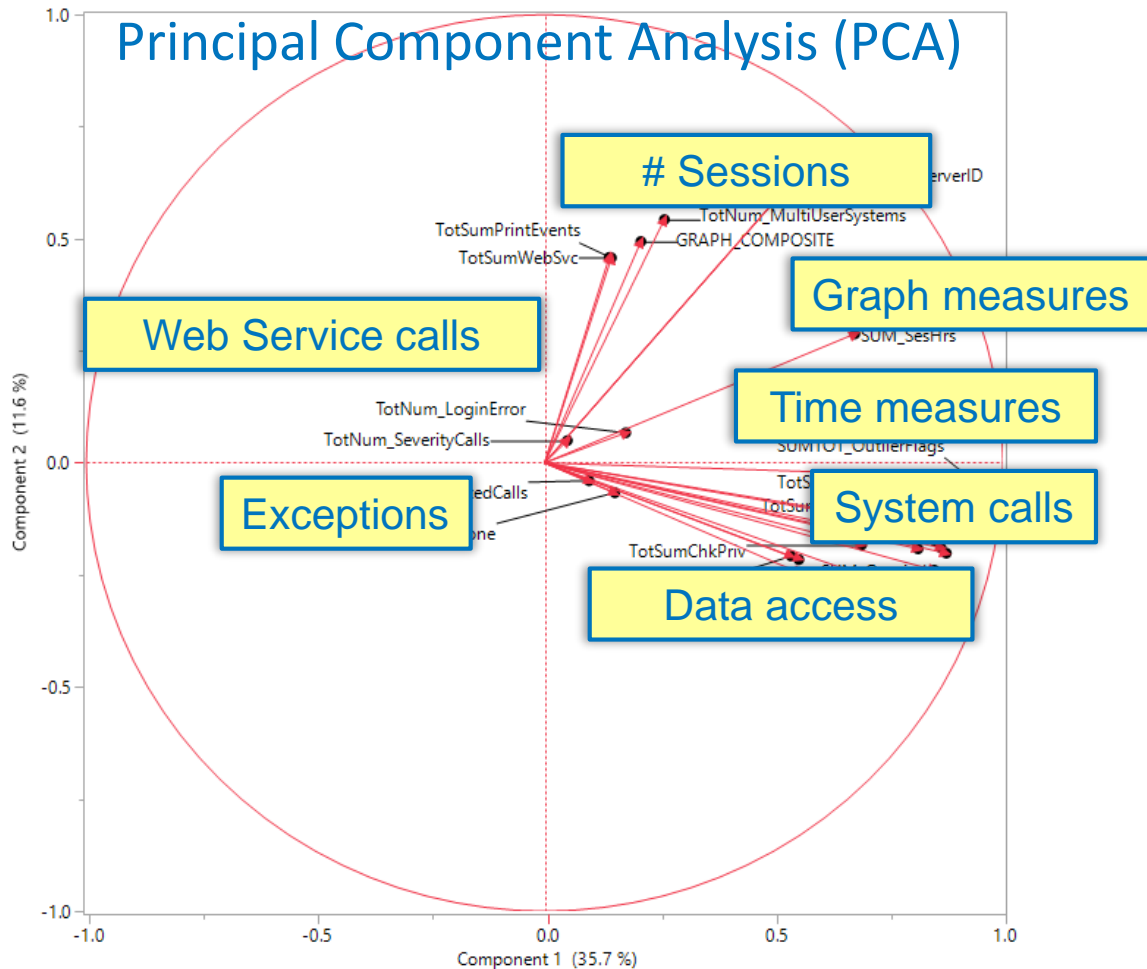 Principal Component Analysis (PCA)
1.0
# Sessions
erverID
TotNum_MultiUserSystems
TotSumPrintEvents
GRAPH_COMPOSITE
0.5
TotSumWebSvc
Graph measures
Web Service calls
SUM_SesHrs
Time measures
TotNum_LoginError
TotNum_SeverityCalls
SUMTOT_OutlierFlags
0.0
TotS
edCalls
Exceptions
TotSum
System calls
one
TotSumChkPriv
Data access
Component 2 (11.6 %)
-0.5
-1.0
-1.0
-0.5
0.0
0.5
1.0
Component 1 (35.7 %)